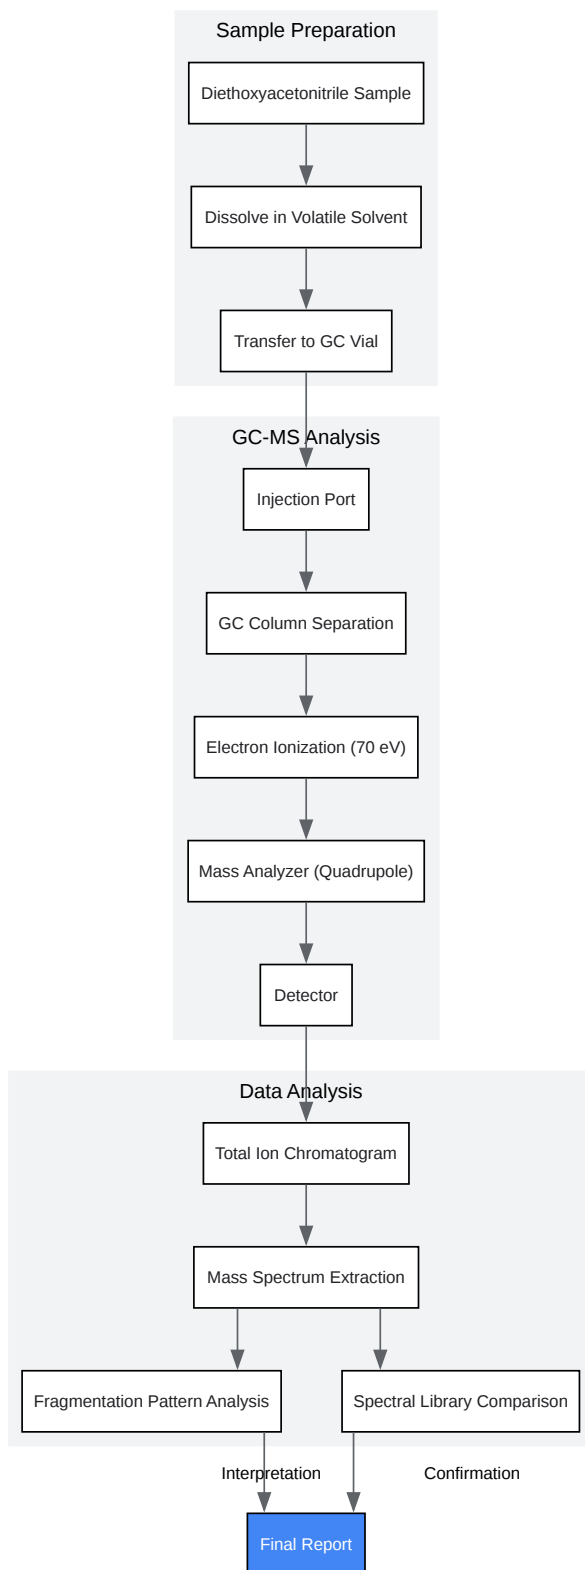 Sample Preparation
Diethoxyacetonitrile Sample
Dissolve in Volatile Solvent
Transfer to GC Vial
GC-MS Analysis
Injection Port
GC Column Separation
Electron Ionization (70 eV)
Mass Analyzer (Quadrupole)
Detector
Data Analysis
Total Ion Chromatogram
Mass Spectrum Extraction
Fragmentation Pattern Analysis
Spectral Library Comparison
Interpretation
Confirmation
Final Report